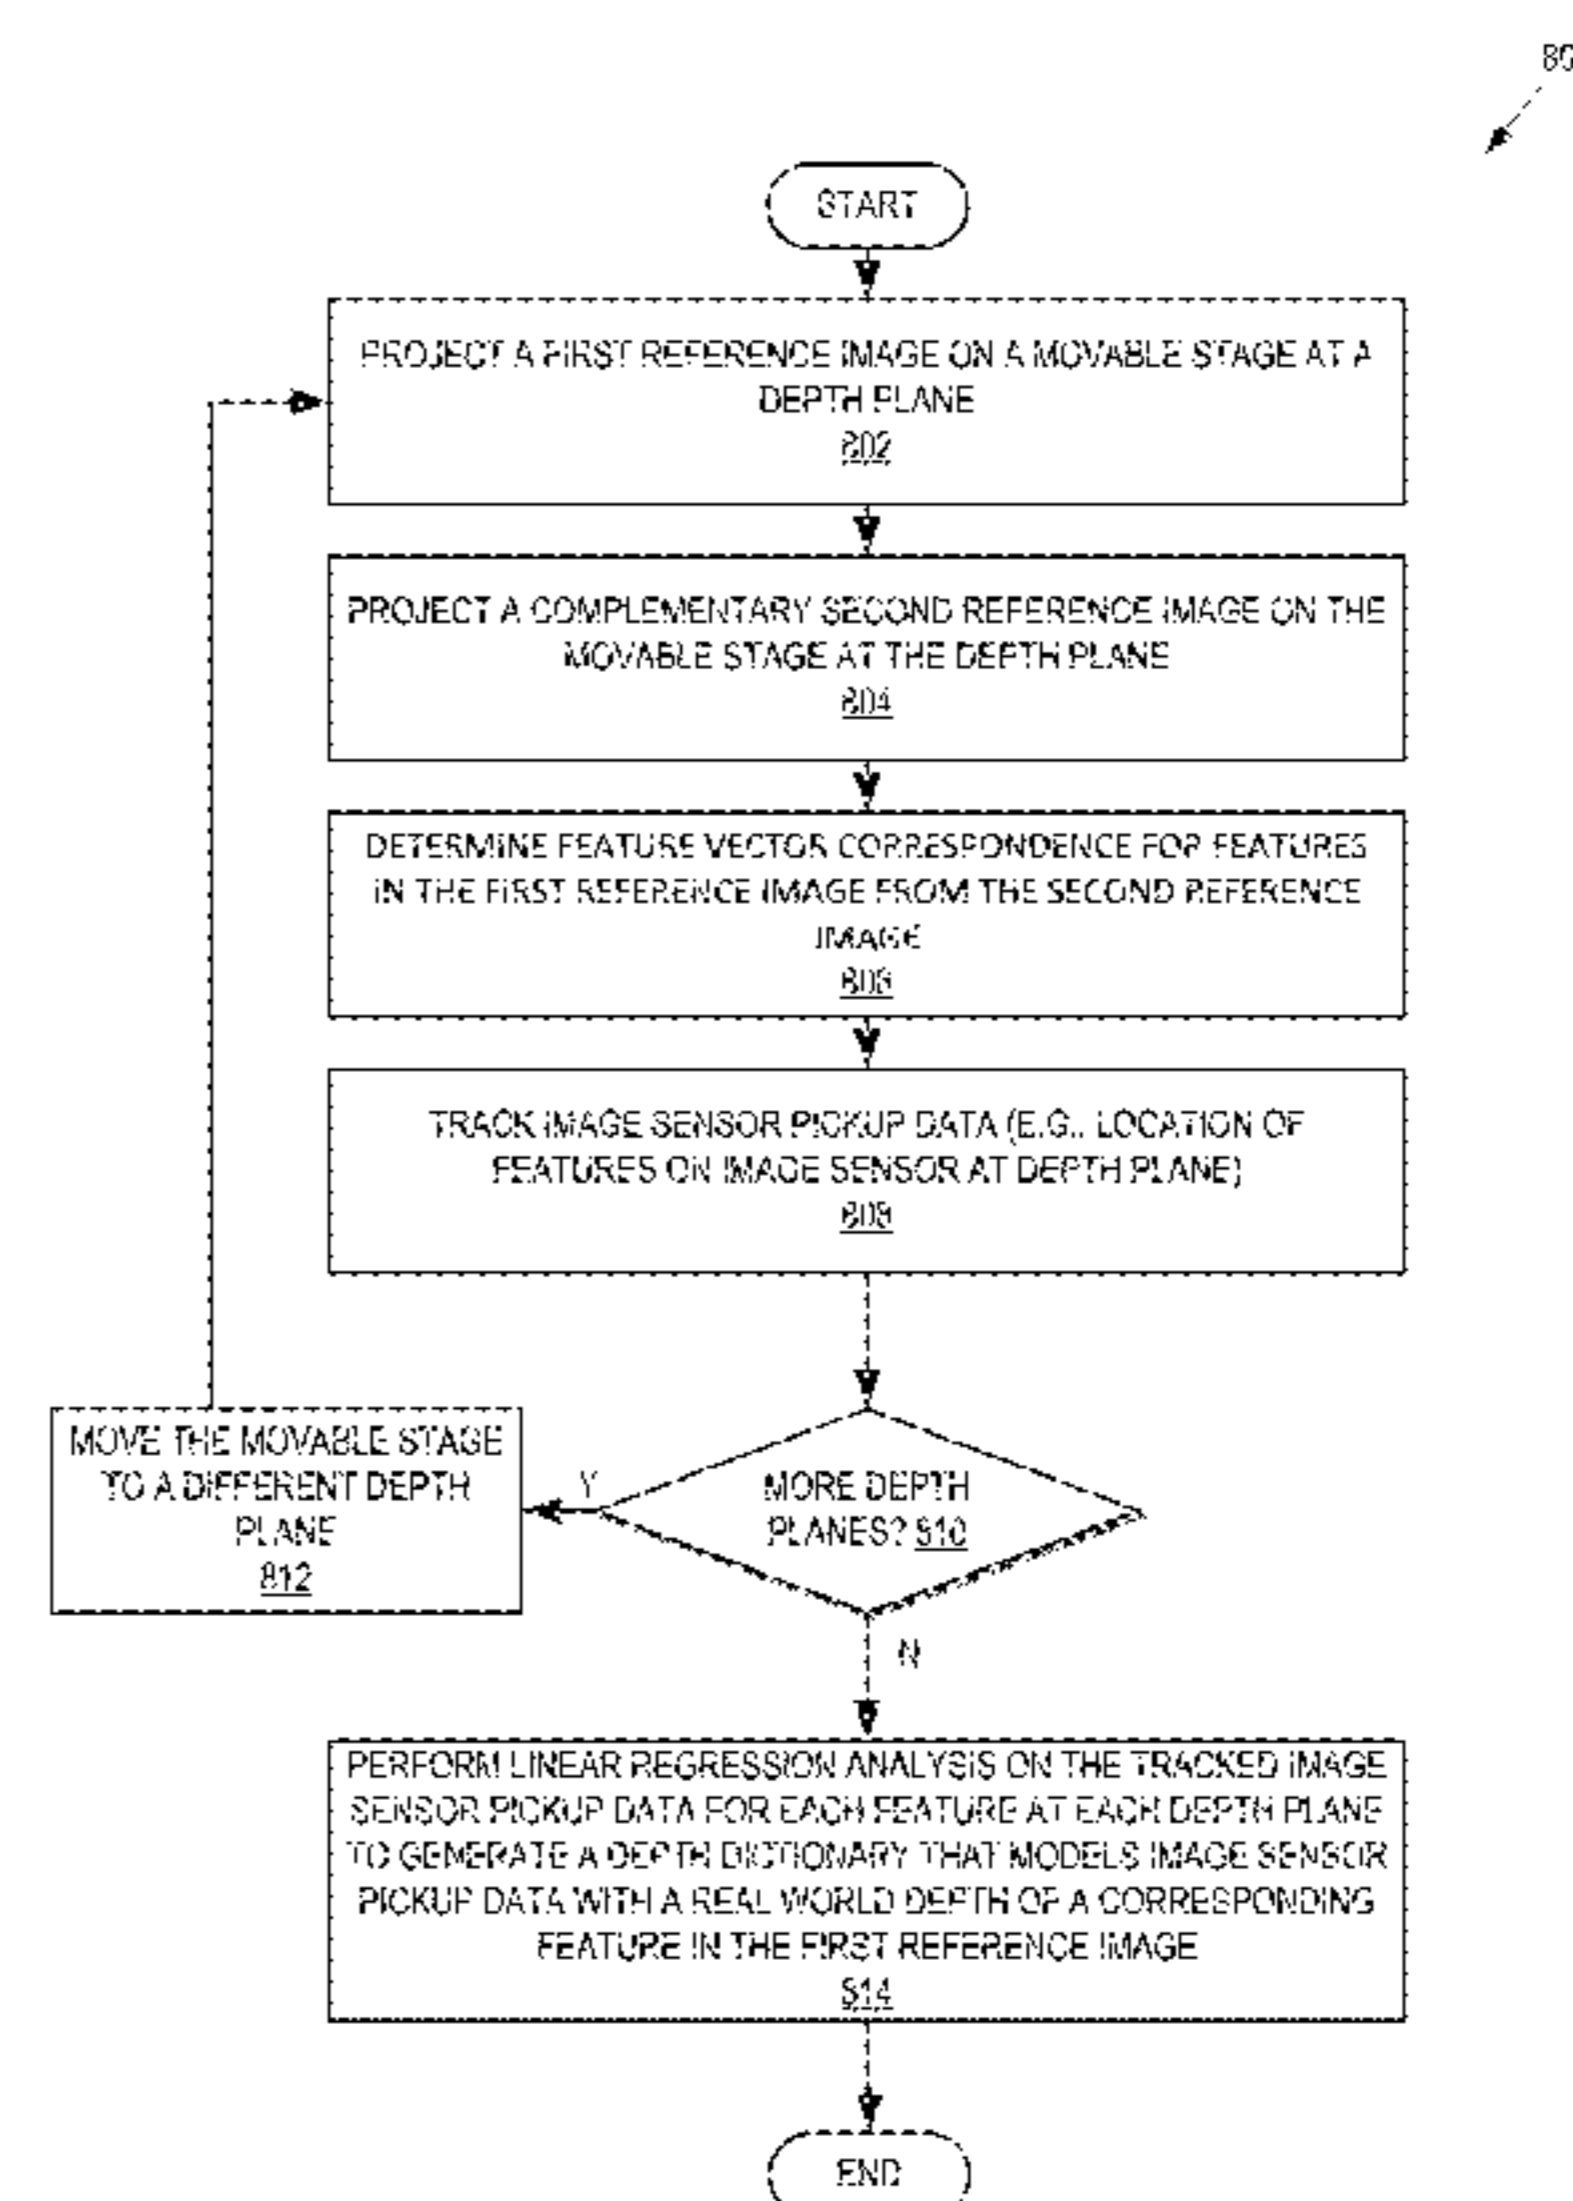 80
START
PROJECT A FIRST REFERENCE IMAGE ON A MOVABLE STAGE AT A
DEPTH PLANE
802
PROJECT A COMPLEMENTARY SECOND REFERENCE IMAGE ON THE
MOVABLE STAGE AT THE DEPTH PLANE
804
DETERMINE FEATURE VECTOR CORRESPONDENCE FOR FEATURES
IN THE FIRST REFERENCE IMAGE FROM THE SECOND REFERENCE
IMAGE
806
TRACK IMAGE SENSOR PICKUP DATA (E.G., LOCATION OF
FEATURES ON IMAGE SENSOR AT DEPTH PLANE)
808
MORE DEPTH
PLANES? 810
Y
MOVE THE MOVABLE STAGE
TO A DIFFERENT DEPTH
PLANE
812
N
PERFORM LINEAR REGRESSION ANALYSIS ON THE TRACKED IMAGE
SENSOR PICKUP DATA FOR EACH FEATURE AT EACH DEPTH PLANE
TO GENERATE A DEPTH DICTIONARY THAT MODELS IMAGE SENSOR
PICKUP DATA WITH A REAL WORLD DEPTH OF A CORRESPONDING
FEATURE IN THE FIRST REFERENCE IMAGE
814
END